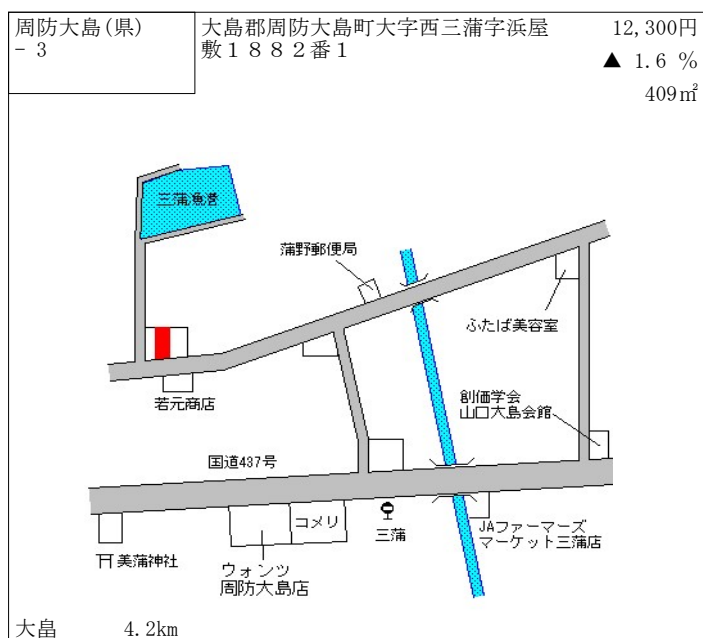 周防大島(県)
－3
大島郡周防大島町大字西三蒲字浜屋
敷１８８２番1
12,300円
▲ 1.6 %
409㎡
三蒲漁港
蒲野郵便局
ふたば美容室
若元商店
創価学会
山口大島会館
国道437号
コメリ
三蒲
JAファーマーズ
マーケット三蒲店
美蒲神社
ウォンツ
周防大島店
大畠 4.2km